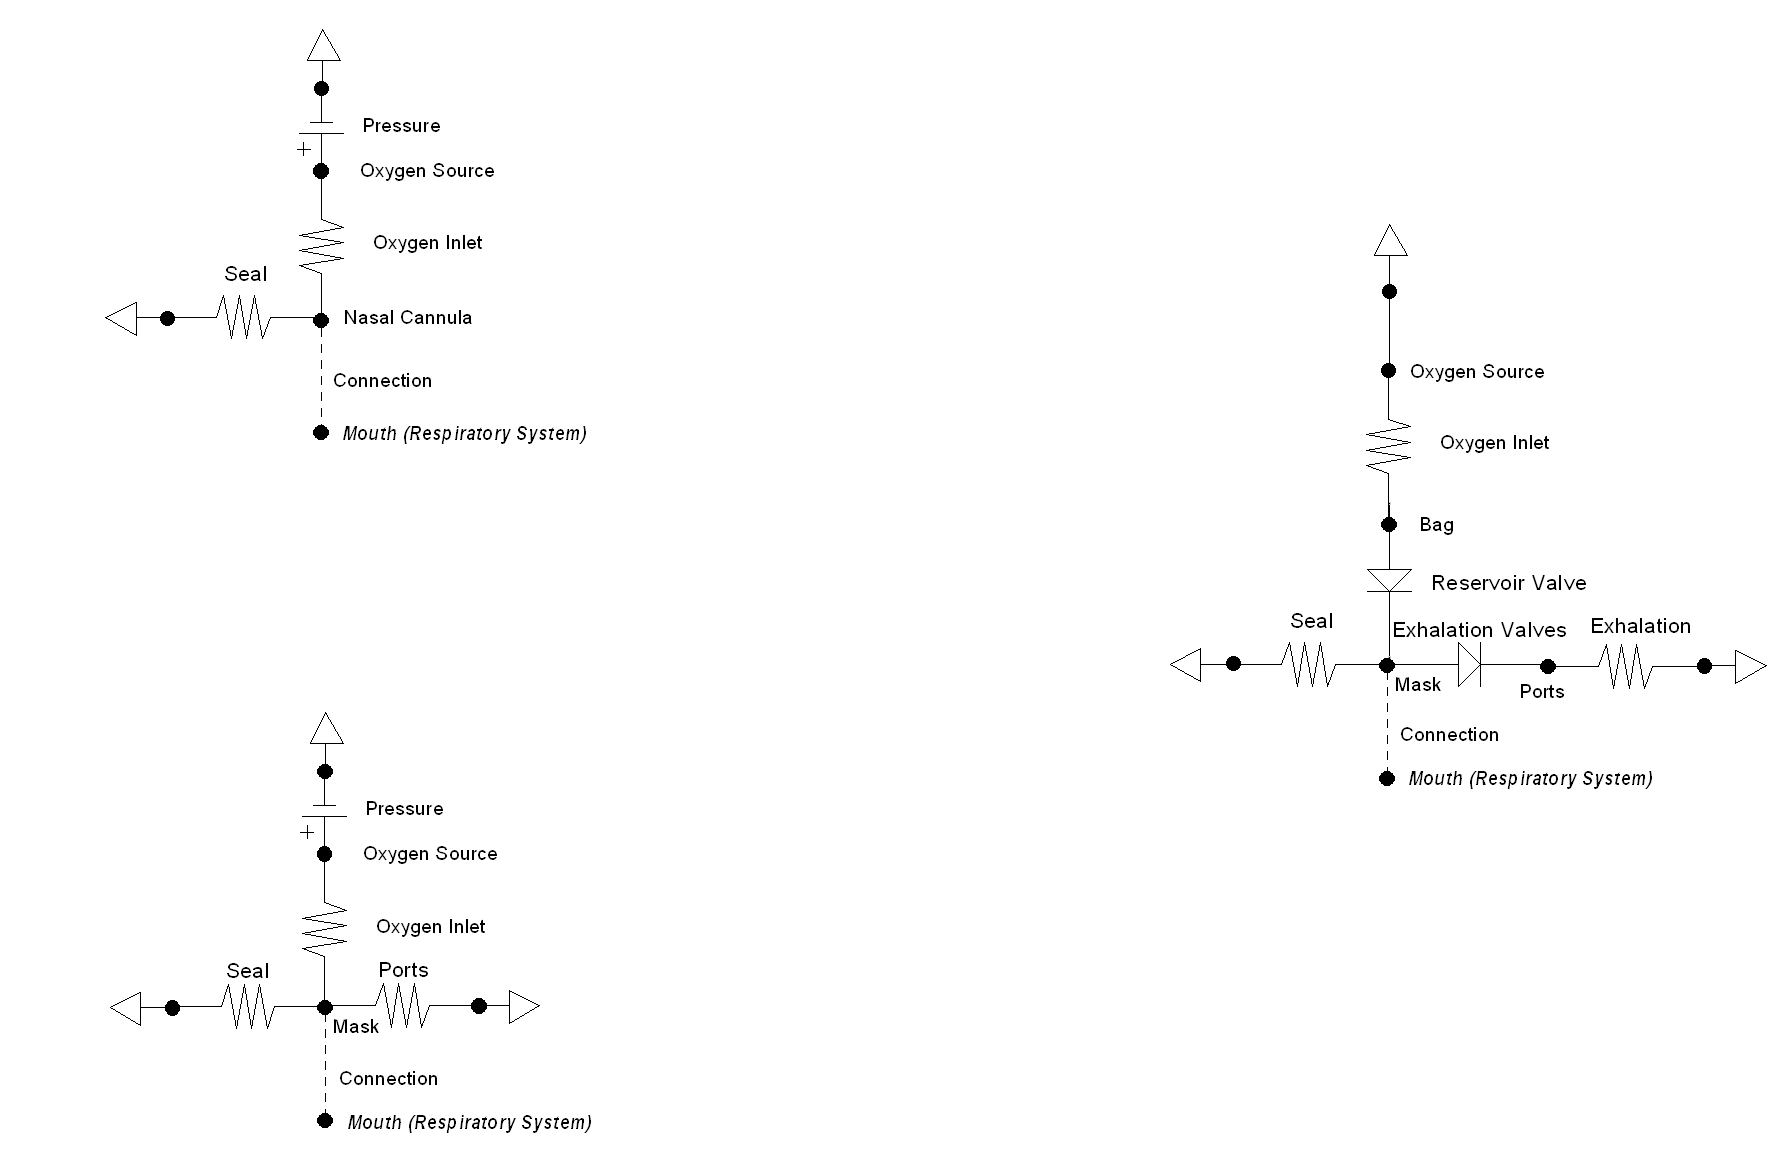 Pressure
+
Oxygen Source
Oxygen Inlet
Seal
Nasal Cannula
Connection
Mouth (Respiratory System)
Oxygen Source
Oxygen Inlet
Bag
Reservoir Valve
Seal
Exhalation Valves
Exhalation
Mask
Ports
Connection
Mouth (Respiratory System)
Pressure
+
Oxygen Source
Oxygen Inlet
Seal
Ports
Mask
Connection
Mouth (Respiratory System)